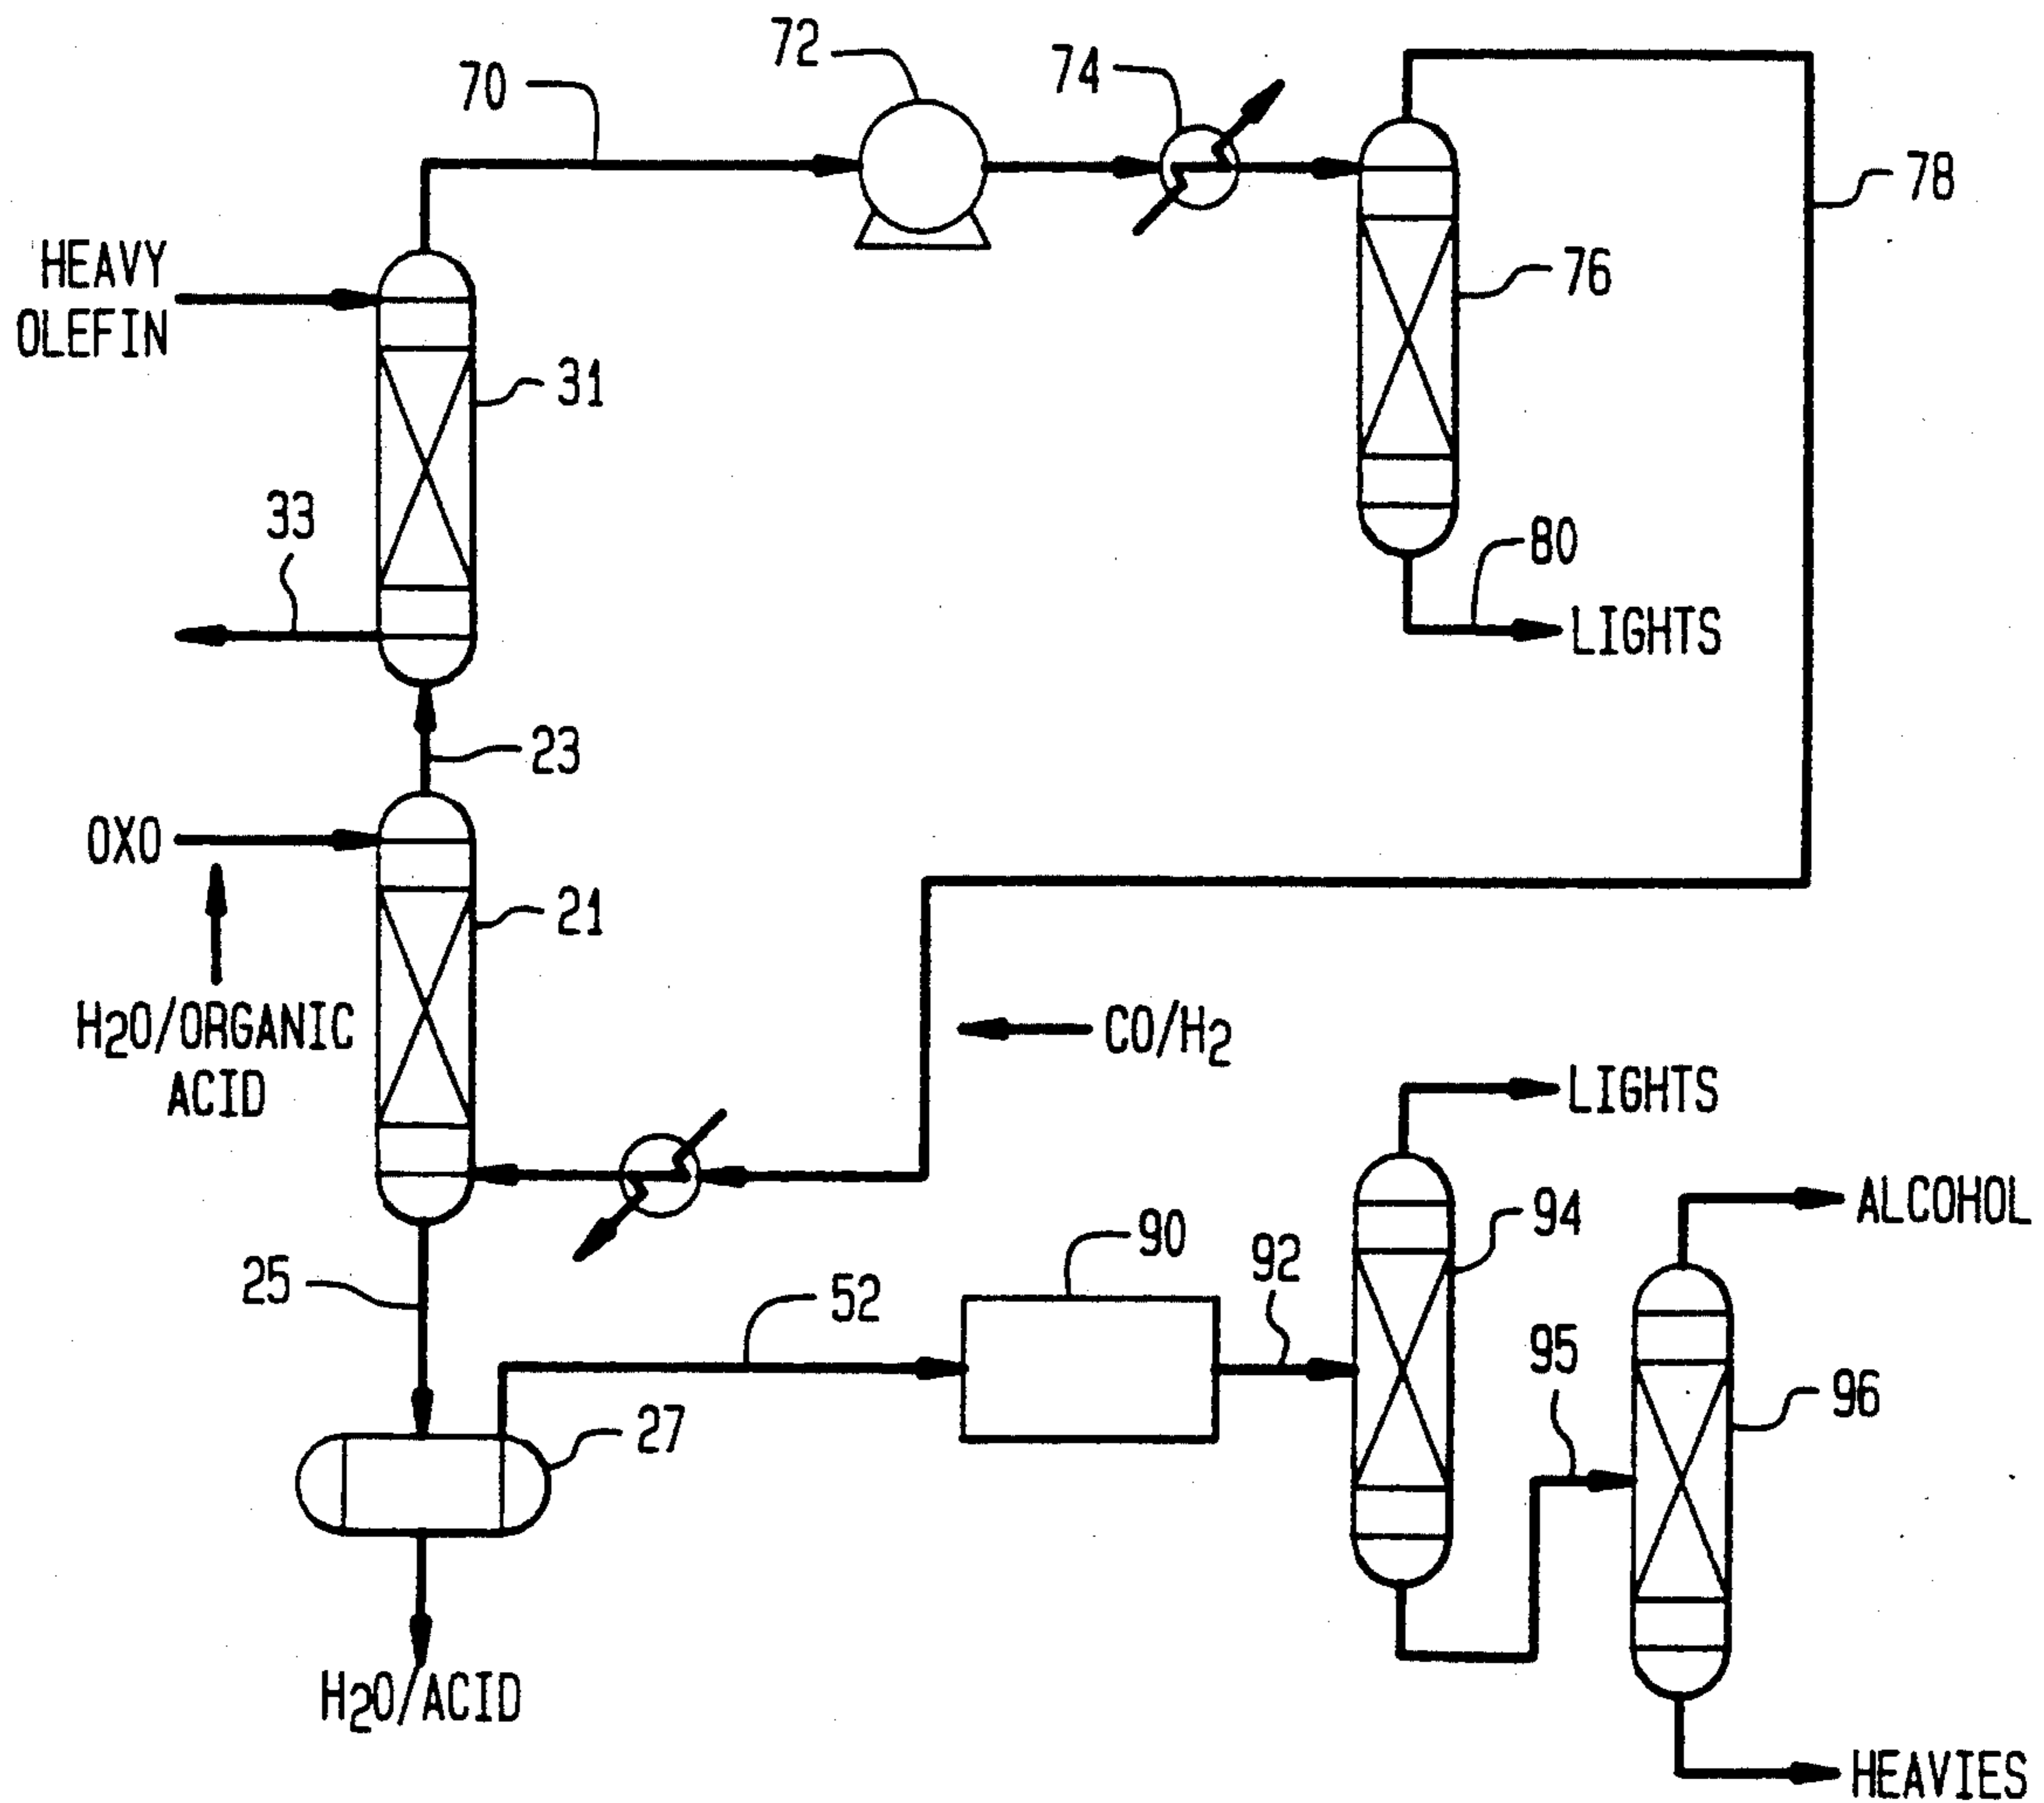 72
74
70
78
HEAVY
OLEFIN
76
31
33
80
LIGHTS
23
OXO
21
H2O/ORGANIC
ACID
CO/H2
LIGHTS
ALCOHOL
94
90
92
25
52
95
96
27
H2O/ACID
HEAVIES